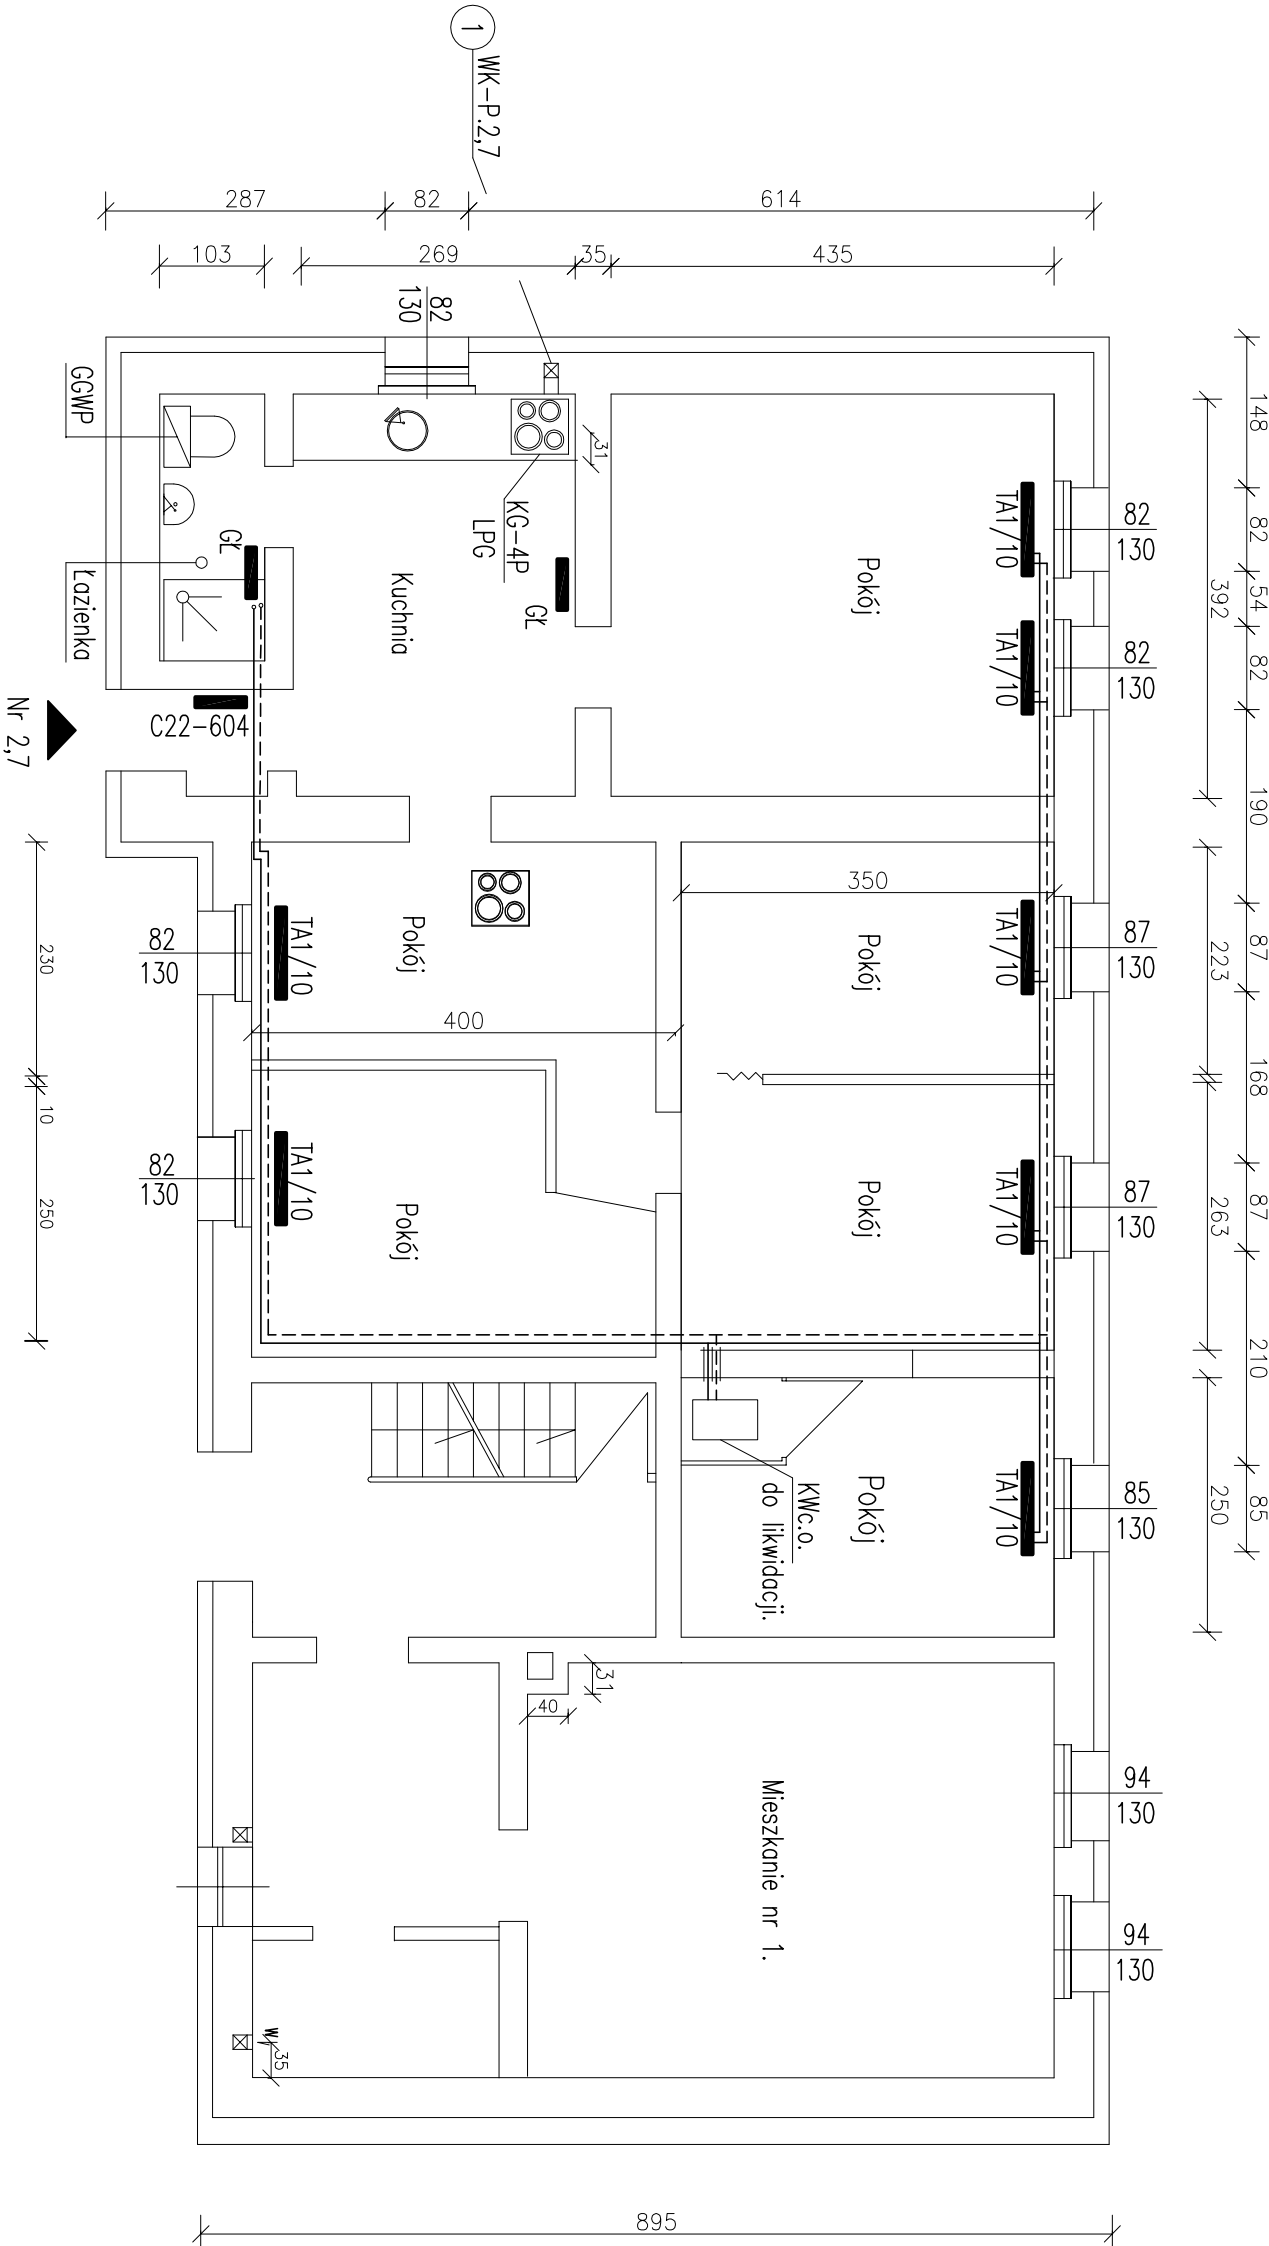 1
WK-P.2,7
287
82
614
103
269
35
435
82
130
148
82
54
82
190
87
168
87
210
85
392
223
263
250
GGWP
31
KG-4P
LPG
GŁ
GŁ
Łazienka
Kuchnia
Pokój
TA1/10
82
130
TA1/10
82
130
C22-604
Nr 2,7
350
Pokój
Pokój
TA1/10
87
130
TA1/10
82
130
400
230
10
250
Pokój
Pokój
TA1/10
87
130
TA1/10
82
130
KWc.o.
do likwidacji.
Pokój
TA1/10
85
130
31
40
Mieszkanie nr 1.
94
130
94
130
W
35
895